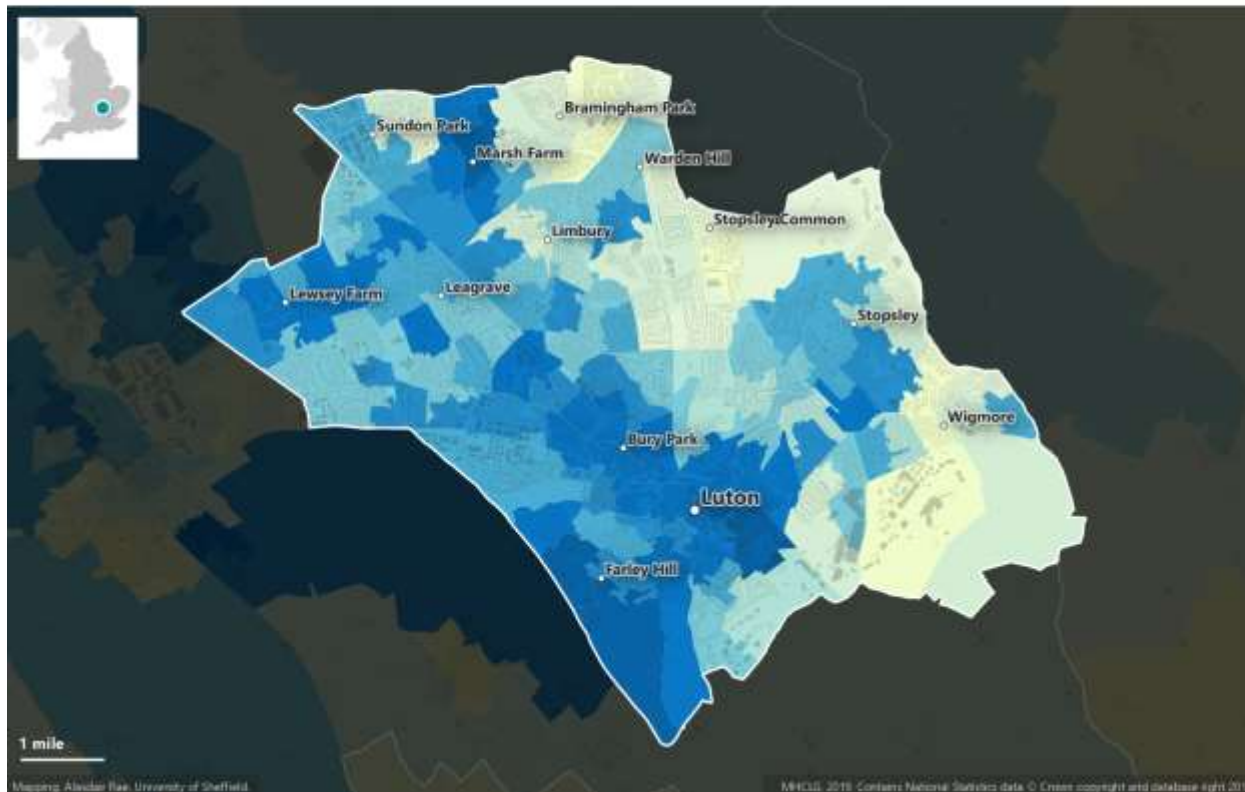 Bramingham Park
Sundon Park
Marsh Farm
Warden Hill
Stopsley Common
Limbury
Lewsey Farm
Leagrave
Stopsley
Wigmore
Bury Park
Luton
Farley Hill
1 mile
Mapping: Alasdair Rae, University of Sheffield.
MHCLG, 2019. Contains National Statistics data. © Crown copyright and database right